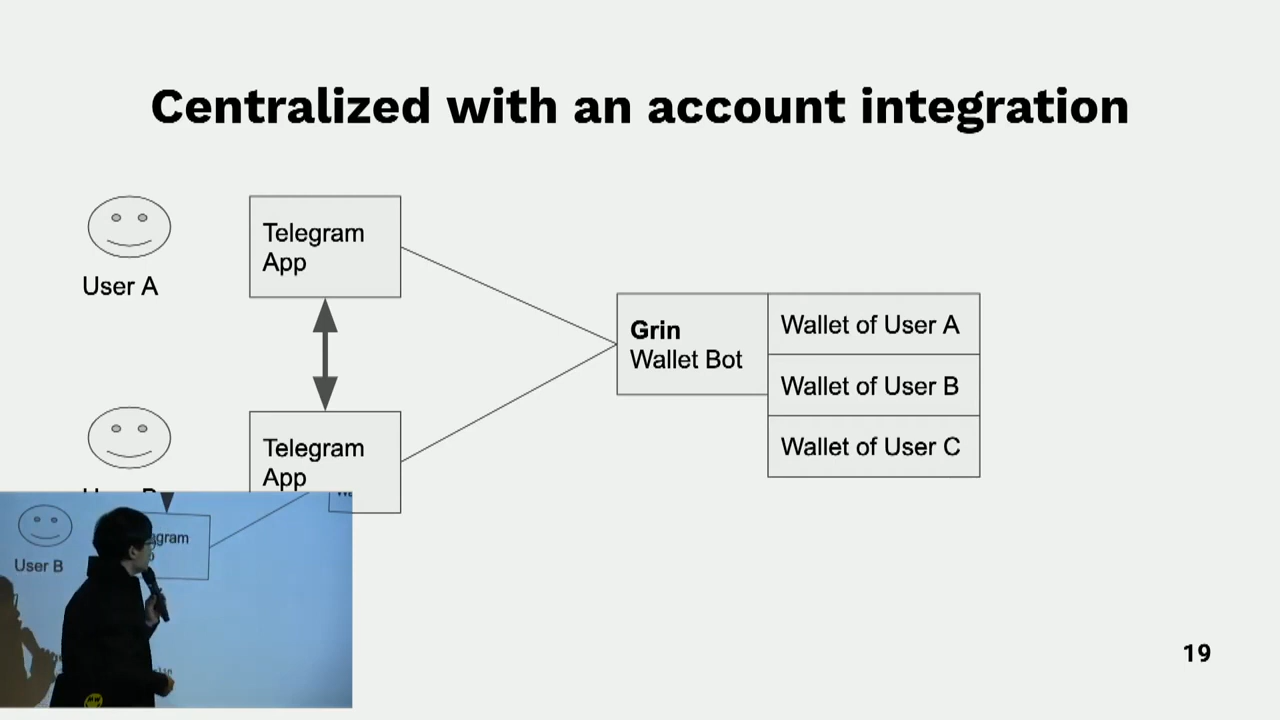 Centralized with an account integration
User A
Telegram
App
Grin
Wallet Bot
Wallet of User A
Wallet of User B
Wallet of User C
Telegram
App
User B
19